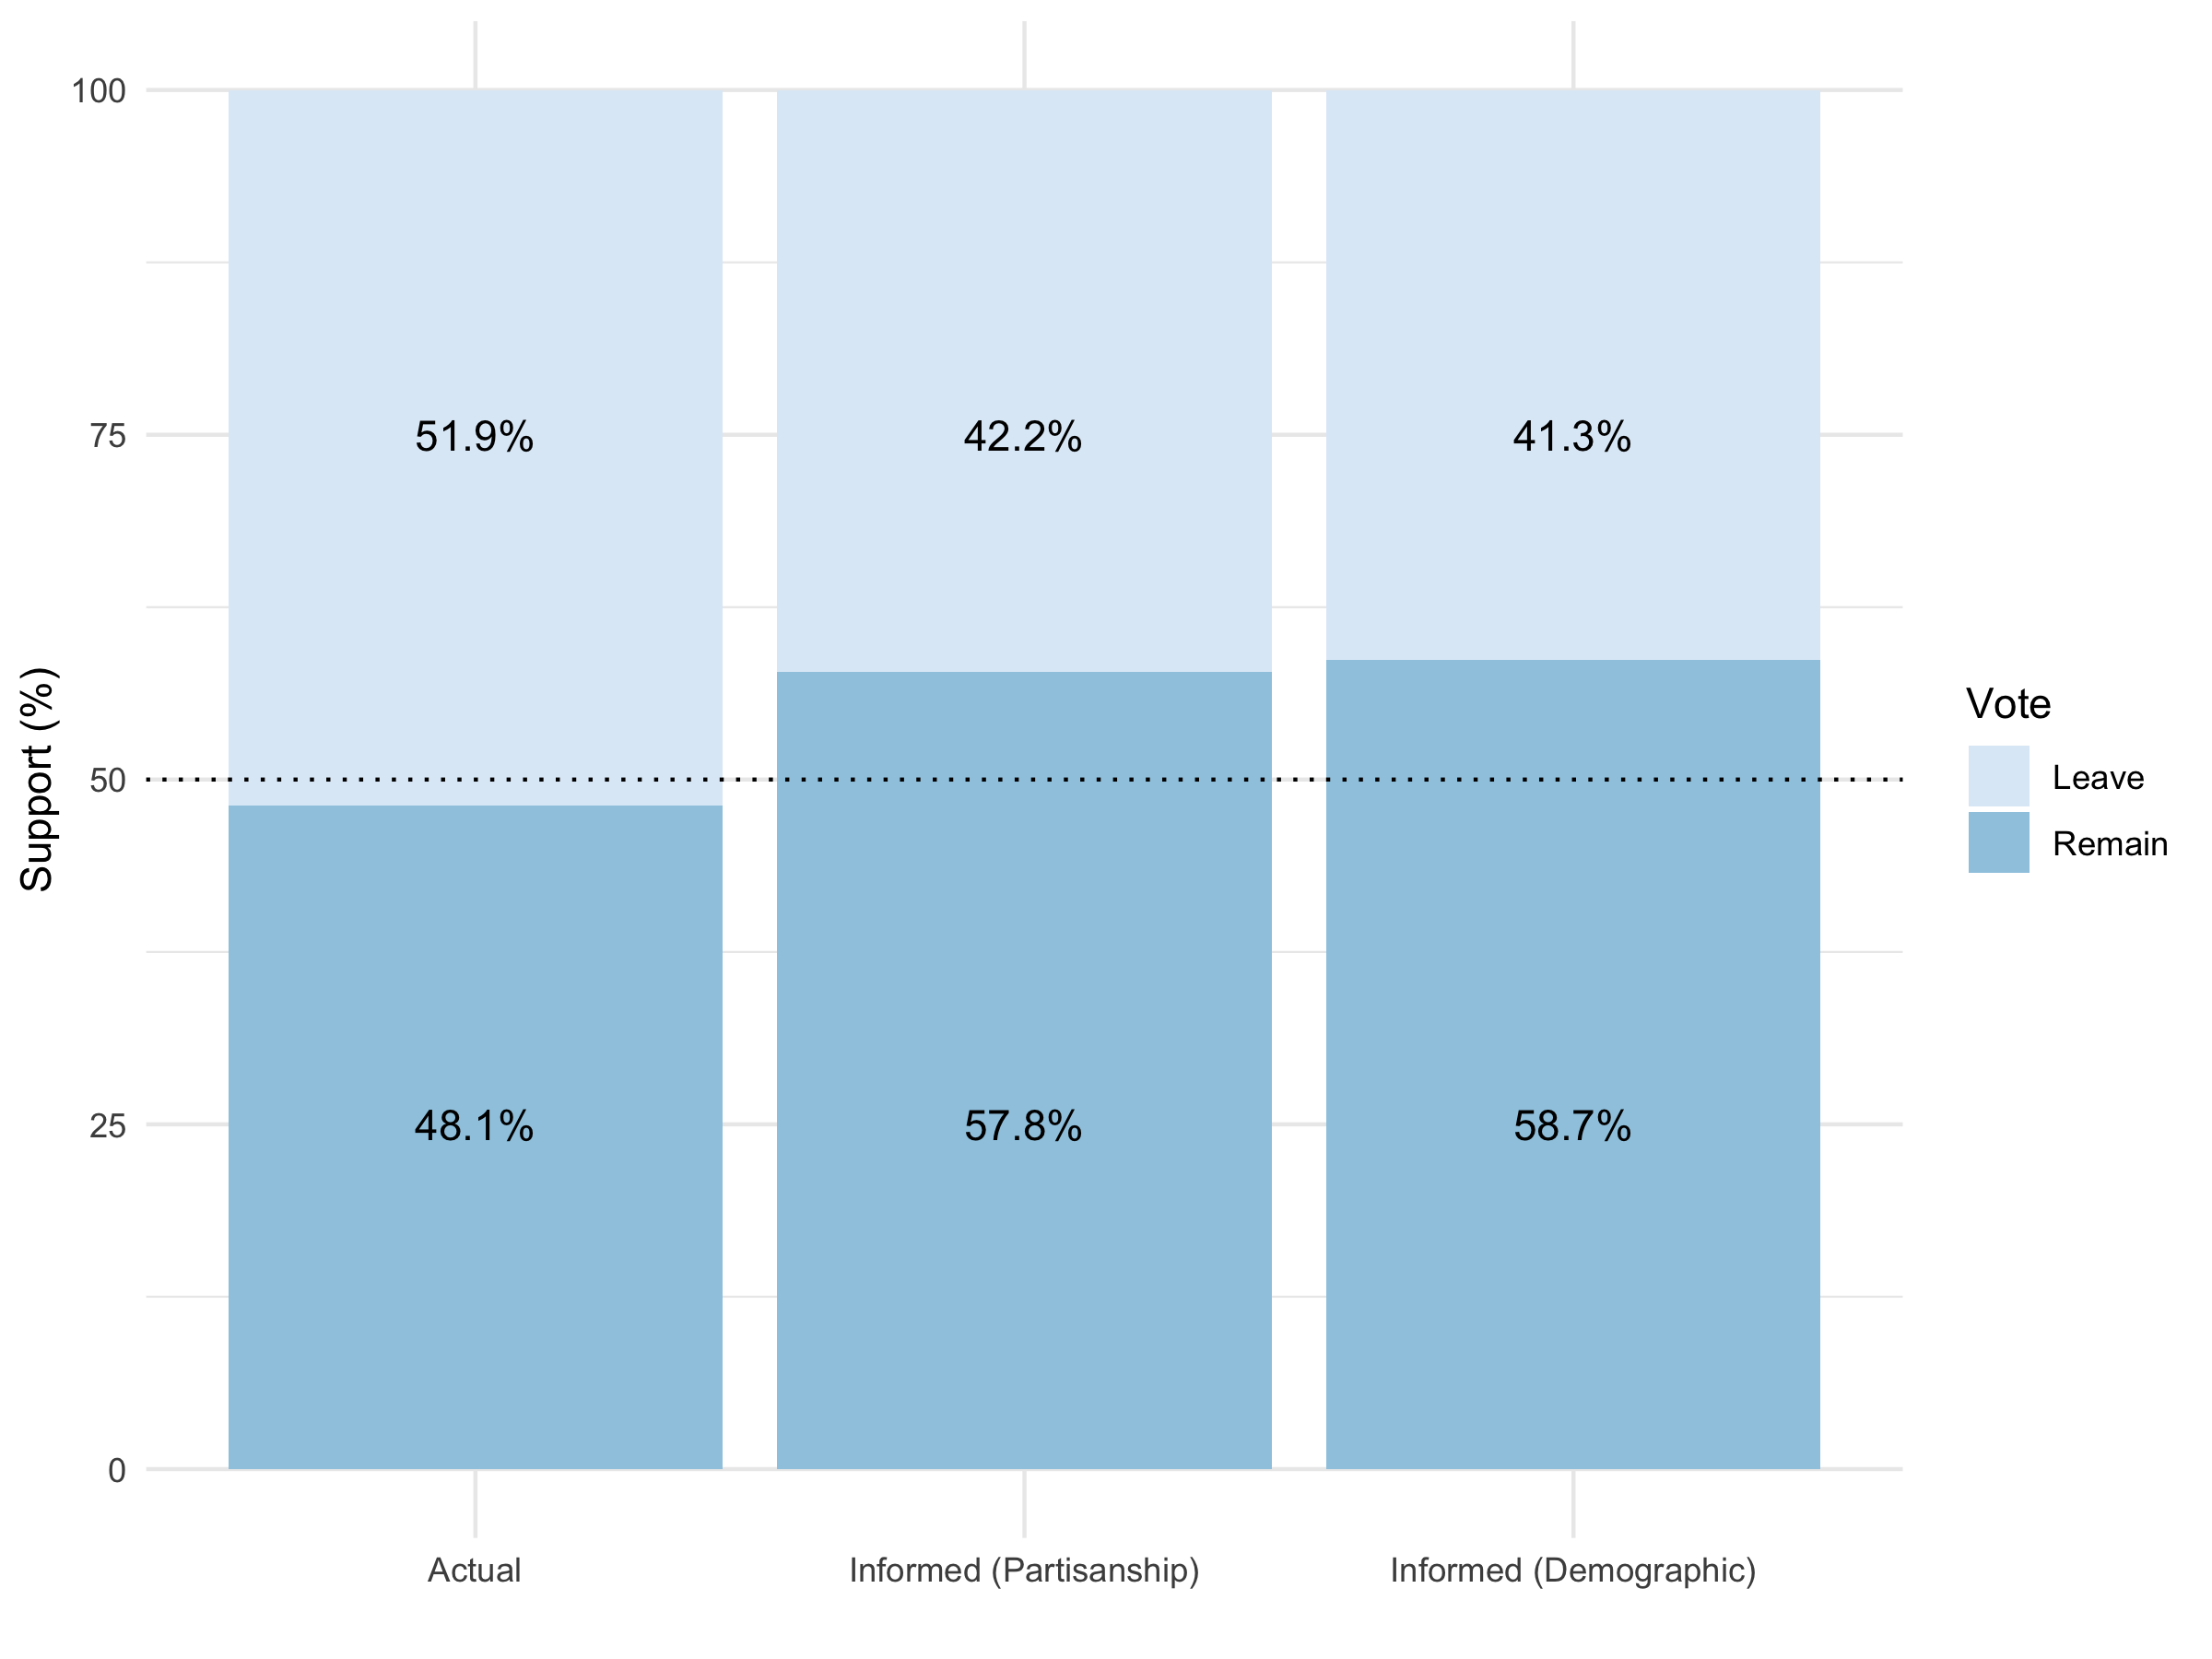 Support (%)
100
75
50
25
0
51.9%
42.2%
41.3%
48.1%
57.8%
58.7%
Actual
Informed (Partisanship)
Informed (Demographic)
Vote
Leave
Remain